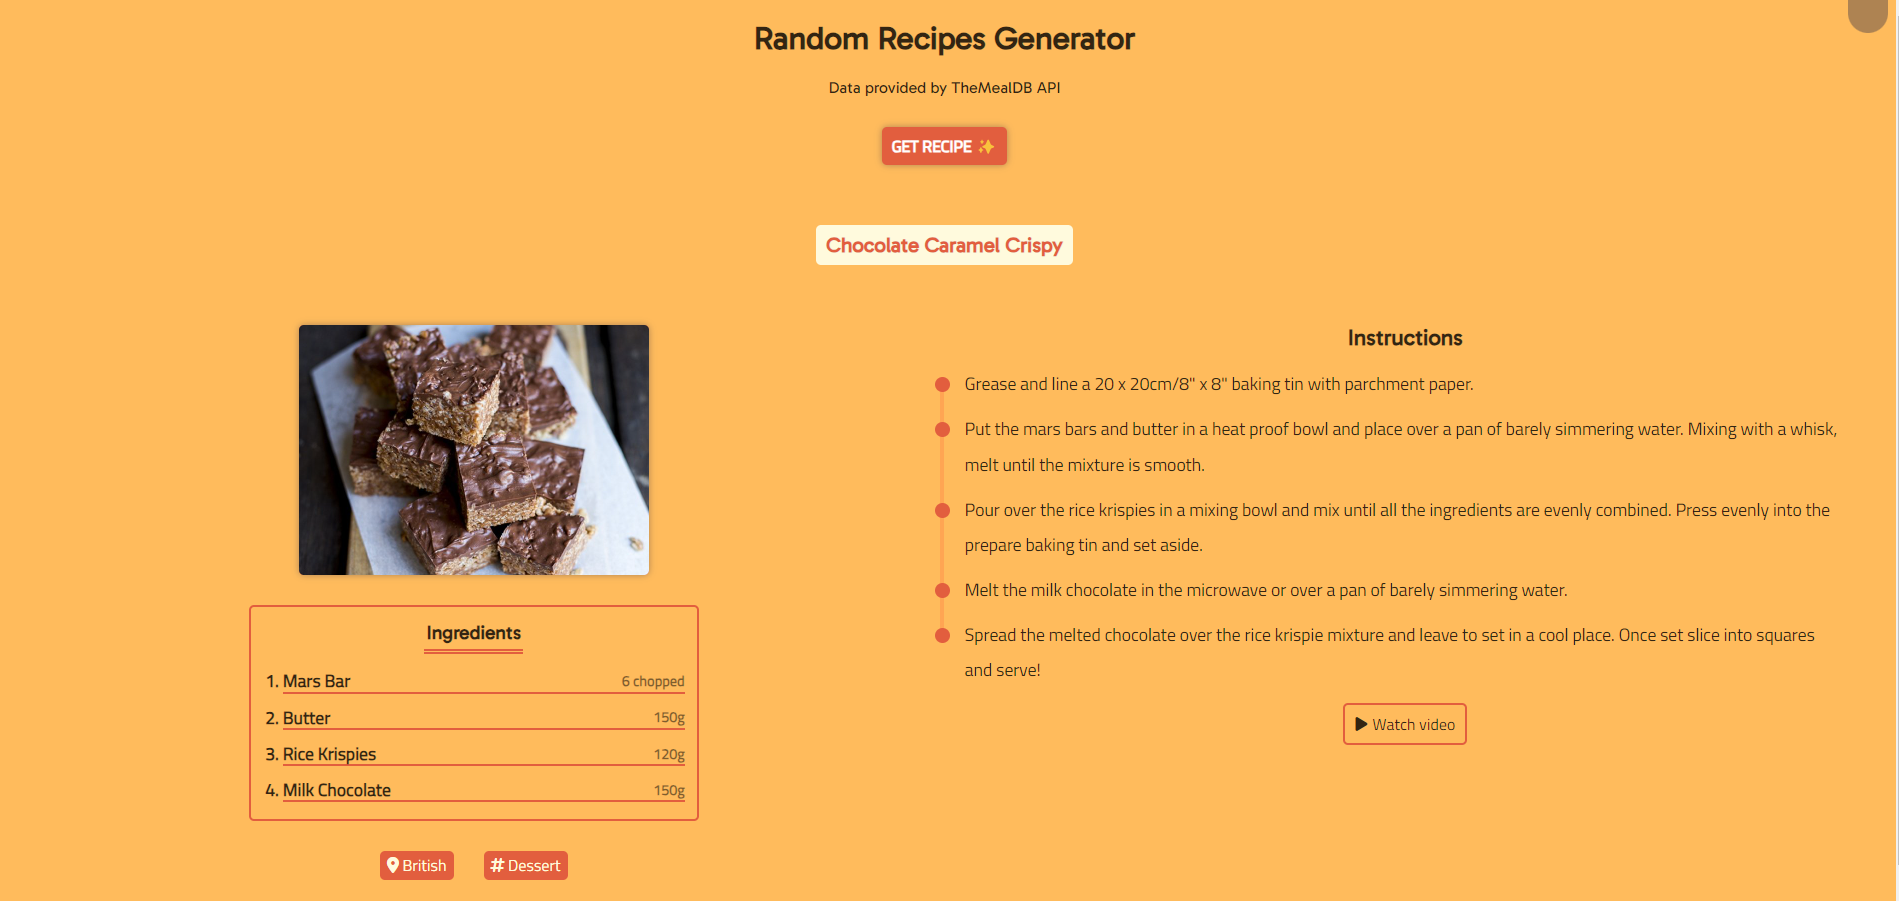 Random Recipes Generator
Data provided by TheMealDB API
GET RECIPE ✨
Chocolate Caramel Crispy
Ingredients
1. Mars Bar 6 chopped
2. Butter 150g
3. Rice Krispies 120g
4. Milk Chocolate 150g
British Dessert
Instructions
Grease and line a 20 x 20cm/8" x 8" baking tin with parchment paper.
Put the mars bars and butter in a heat proof bowl and place over a pan of barely simmering water. Mixing with a whisk,
melt until the mixture is smooth.
Pour over the rice krispies in a mixing bowl and mix until all the ingredients are evenly combined. Press evenly into the
prepare baking tin and set aside.
Melt the milk chocolate in the microwave or over a pan of barely simmering water.
Spread the melted chocolate over the rice krispie mixture and leave to set in a cool place. Once set slice into squares
and serve!
Watch video